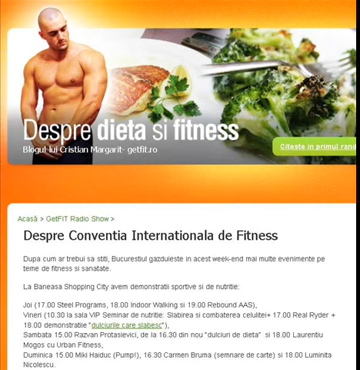 Despre dieta si fitness
Blogul lui Cristian Margarit- getfit.ro
Citeste in primul rand
Acasă > GetFIT Radio Show >
Despre Conventia Internationala de Fitness
Dupa cum ar trebui sa stiti, Bucurestiul gazduieste in acest week-end mai multe evenimente pe
teme de fitness si sanatate.
La Baneasa Shopping City avem demonstratii sportive si de nutritie:
Joi (17.00 Steel Programs, 18.00 Indoor Walking si 19.00 Rebound AAS),
Vineri (10.30 la sala VIP Seminar de nutritie: Slabirea si combaterea celulitei+ 17.00 Real Ryder +
18.00 demonstratile "dulciurile care slabesc"),
Sambata 15.00 Razvan Protasievici, de la 16.30 din nou "dulciuri de dieta" si 18.00 Laurentiu
Mogos cu Urban Fitness,
Duminica 15.00 Miki Haiduc (Pump!), 16.30 Carmen Bruma (semnare de carte) si 18.00 Luminita
Nicolescu.